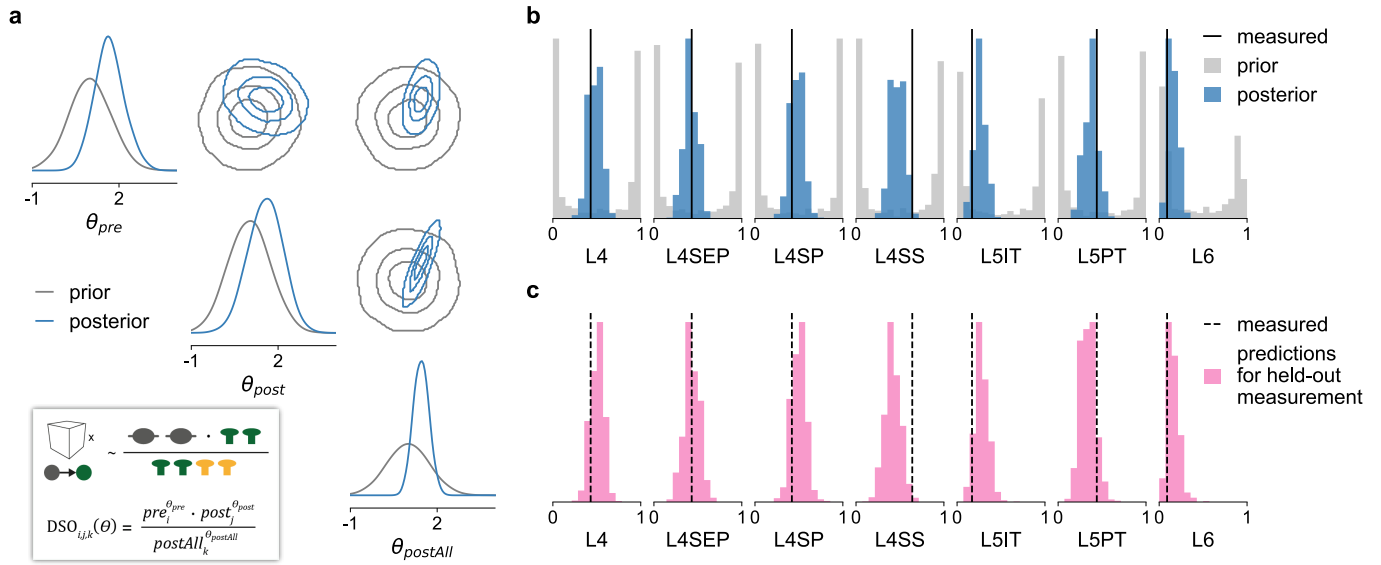 a
-1 2
θpre
prior
posterior
-1 2
θpost
-1 2
θpostAll
x
~
DSOi,j,k(θ) = prei^θpre · postj^θpost / postAllk^θpostAll
b
measured
prior
posterior
0 1 0 1 0 1 0 1 0 1 0 1 0 1
L4 L4SEP L4SP L4SS L5IT L5PT L6
c
measured
predictions
for held-out
measurement
0 1 0 1 0 1 0 1 0 1 0 1 0 1
L4 L4SEP L4SP L4SS L5IT L5PT L6